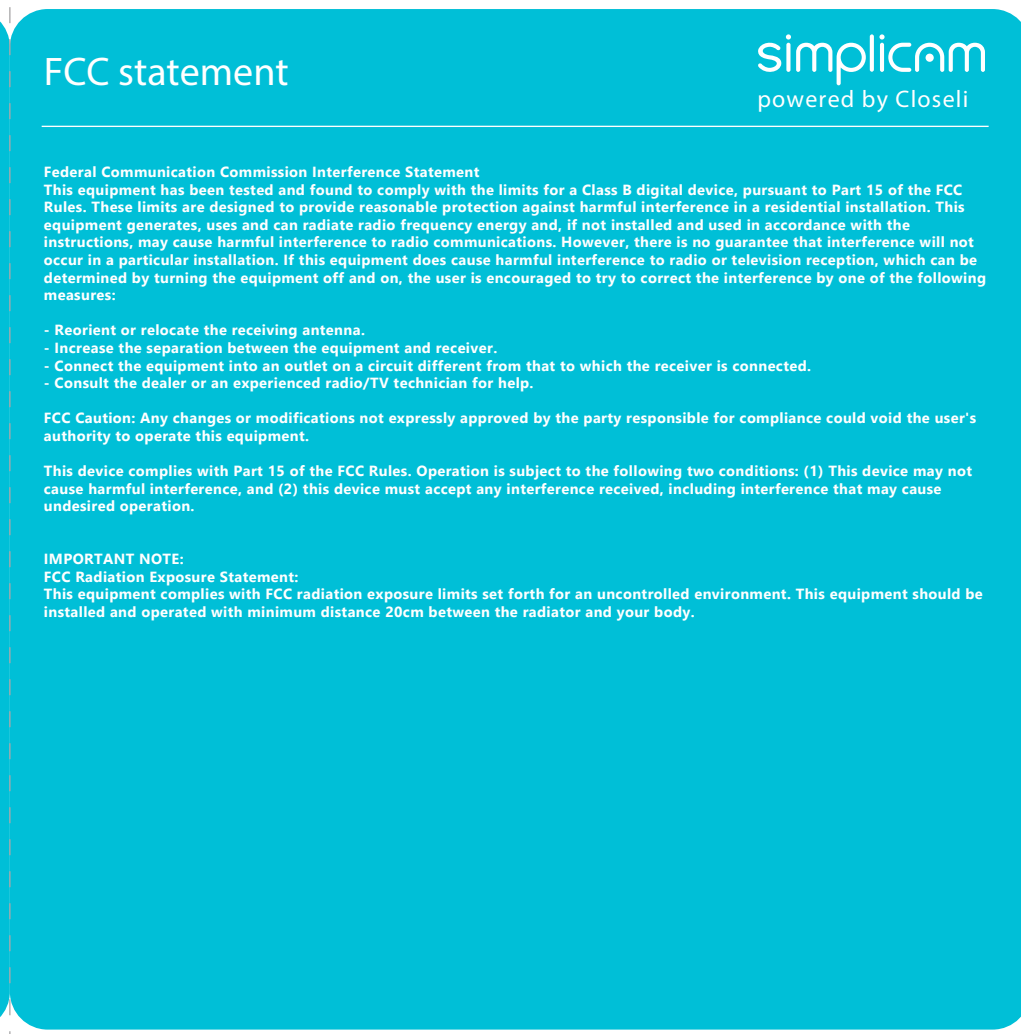 FCC statement
simplicam
powered by Closeli
Federal Communication Commission Interference Statement
This equipment has been tested and found to comply with the limits for a Class B digital device, pursuant to Part 15 of the FCC
Rules. These limits are designed to provide reasonable protection against harmful interference in a residential installation. This
equipment generates, uses and can radiate radio frequency energy and, if not installed and used in accordance with the
instructions, may cause harmful interference to radio communications. However, there is no guarantee that interference will not
occur in a particular installation. If this equipment does cause harmful interference to radio or television reception, which can be
determined by turning the equipment off and on, the user is encouraged to try to correct the interference by one of the following
measures:
- Reorient or relocate the receiving antenna.
- Increase the separation between the equipment and receiver.
- Connect the equipment into an outlet on a circuit different from that to which the receiver is connected.
- Consult the dealer or an experienced radio/TV technician for help.
FCC Caution: Any changes or modifications not expressly approved by the party responsible for compliance could void the user's
authority to operate this equipment.
This device complies with Part 15 of the FCC Rules. Operation is subject to the following two conditions: (1) This device may not
cause harmful interference, and (2) this device must accept any interference received, including interference that may cause
undesired operation.
IMPORTANT NOTE:
FCC Radiation Exposure Statement:
This equipment complies with FCC radiation exposure limits set forth for an uncontrolled environment. This equipment should be
installed and operated with minimum distance 20cm between the radiator and your body.